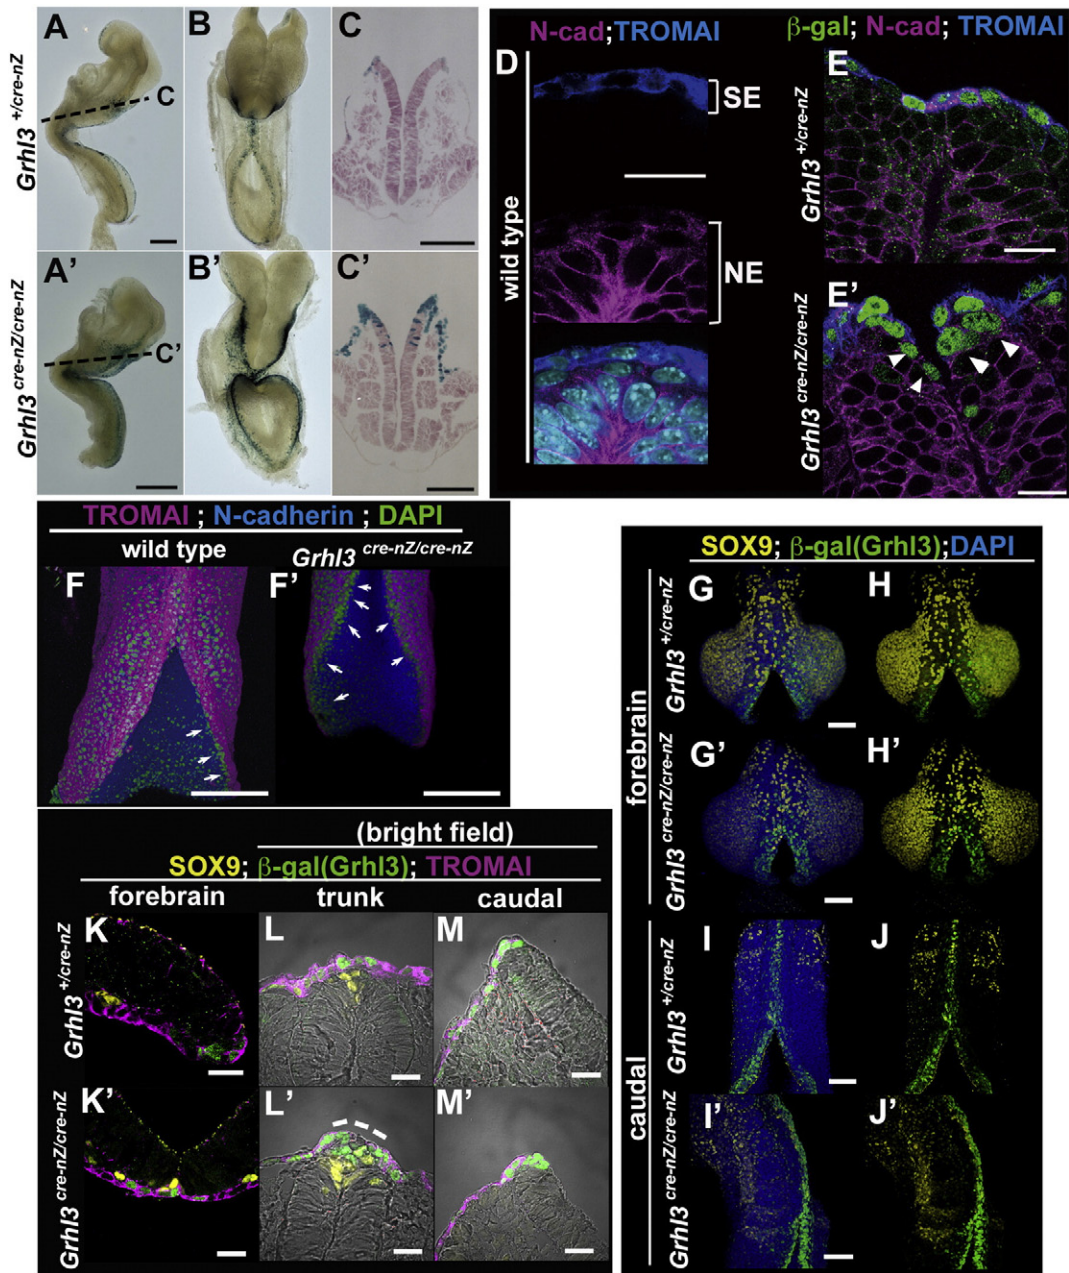 A
B
C
Grhl3 +/cre-nZ
C
A’
B’
C’
Grhl3 cre-nZ/cre-nZ
C’
N-cad;TROMAI
D
SE
wild type
NE
β-gal; N-cad; TROMAI
E
Grhl3 +/cre-nZ
E’
Grhl3 cre-nZ/cre-nZ
TROMAI ; N-cadherin ; DAPI
wild type
Grhl3 cre-nZ/cre-nZ
F
F’
SOX9; β-gal(Grhl3);DAPI
G
H
Grhl3 +/cre-nZ
forebrain
G’
H’
Grhl3 cre-nZ/cre-nZ
I
J
Grhl3 +/cre-nZ
caudal
I’
J’
Grhl3 cre-nZ/cre-nZ
(bright field)
SOX9; β-gal(Grhl3); TROMAI
forebrain
trunk
caudal
K
L
M
Grhl3 +/cre-nZ
K’
L’
M’
Grhl3 cre-nZ/cre-nZ